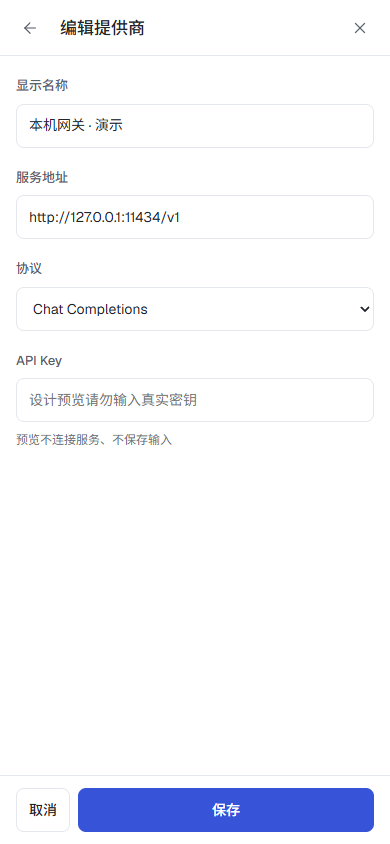 编辑提供商
显示名称
本机网关 · 演示
服务地址
http://127.0.0.1:11434/v1
协议
Chat Completions
API Key
设计预览请勿输入真实密钥
预览不连接服务、不保存输入
取消
保存